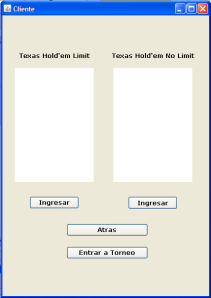 Cliente
Texas Hold'em Limit
Texas Hold'em No Limit
Ingresar
Ingresar
Atras
Entrar a Torneo